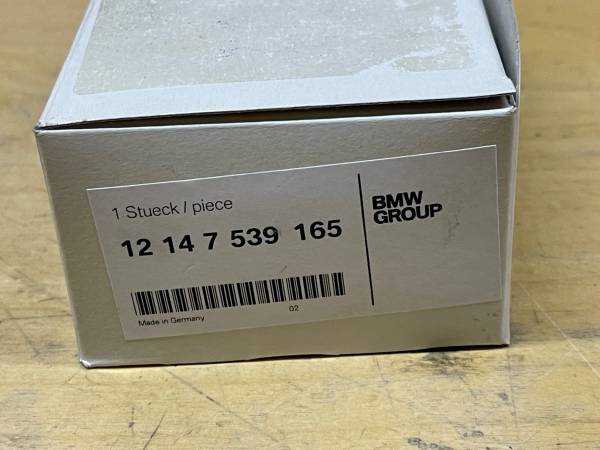 1 Stueck / piece
12 14 7 539 165
Made in Germany
02
BMW
GROUP